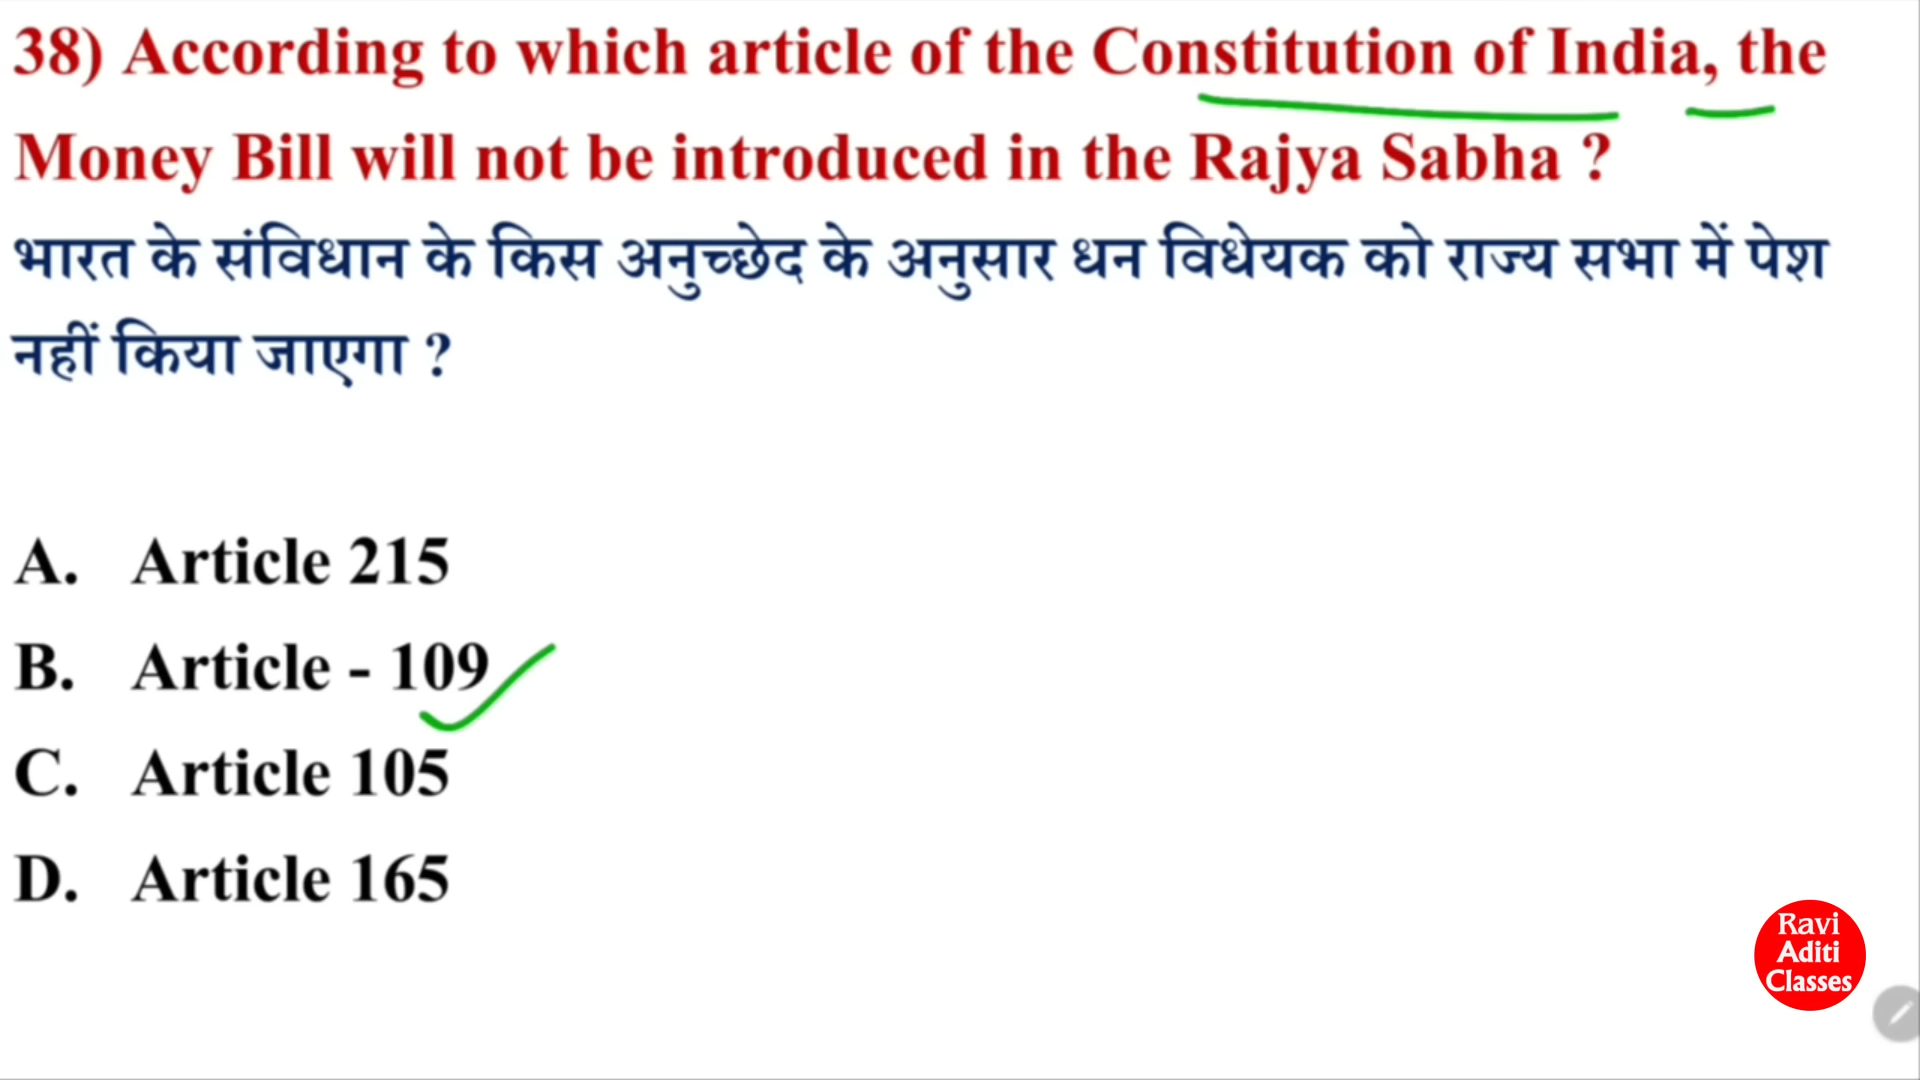 38) According to which article of the Constitution of India, the
Money Bill will not be introduced in the Rajya Sabha ?
भारत के संविधान के किस अनुच्छेद के अनुसार धन विधेयक को राज्य सभा में पेश
नहीं किया जाएगा ?
A. Article 215
B. Article - 109
C. Article 105
D. Article 165
Ravi
Aditi
Classes